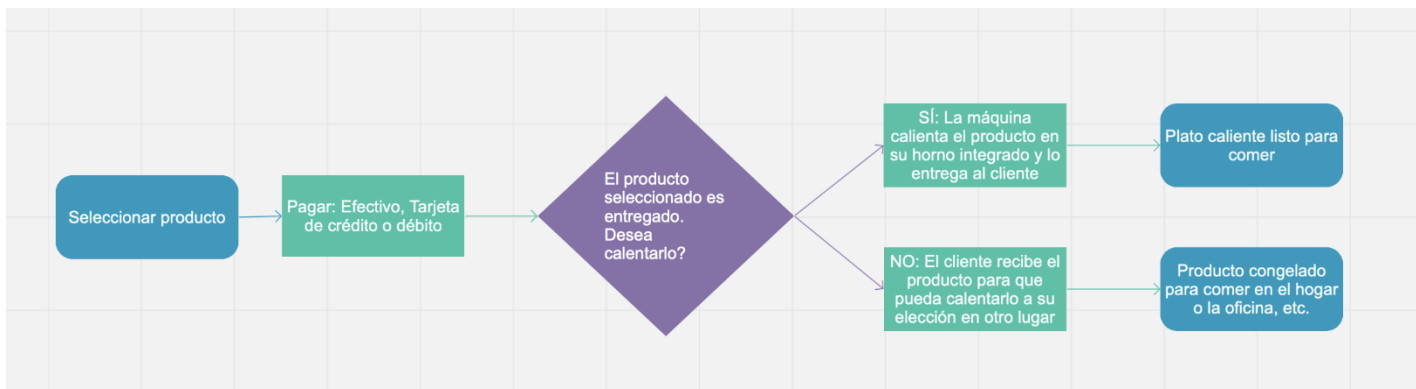 Seleccionar producto
Pagar: Efectivo, Tarjeta
de crédito o débito
El producto
seleccionado es
entregado.
Desea
calentarlo?
SÍ: La máquina
calienta el producto en
su horno integrado y lo
entrega al cliente
Plato caliente listo para
comer
NO: El cliente recibe el
producto para que
pueda calentarlo a su
elección en otro lugar
Producto congelado
para comer en el hogar
o la oficina, etc.